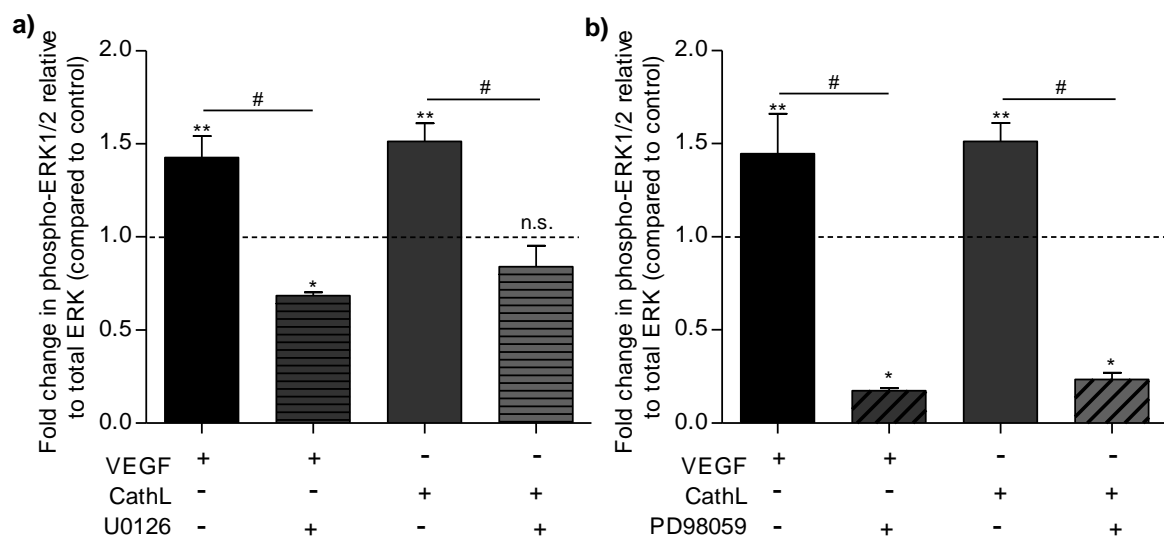 a)
Fold change in phospho-ERK1/2 relative
to total ERK (compared to control)
2.0
1.5
1.0
0.5
0.0
#
#
**
**
*
n.s.
VEGF + + - -
CathL - - + +
U0126 - + - +
b)
Fold change in phospho-ERK1/2 relative
to total ERK (compared to control)
2.0
1.5
1.0
0.5
0.0
#
#
**
**
*
*
VEGF + + - -
CathL - - + +
PD98059 - + - +